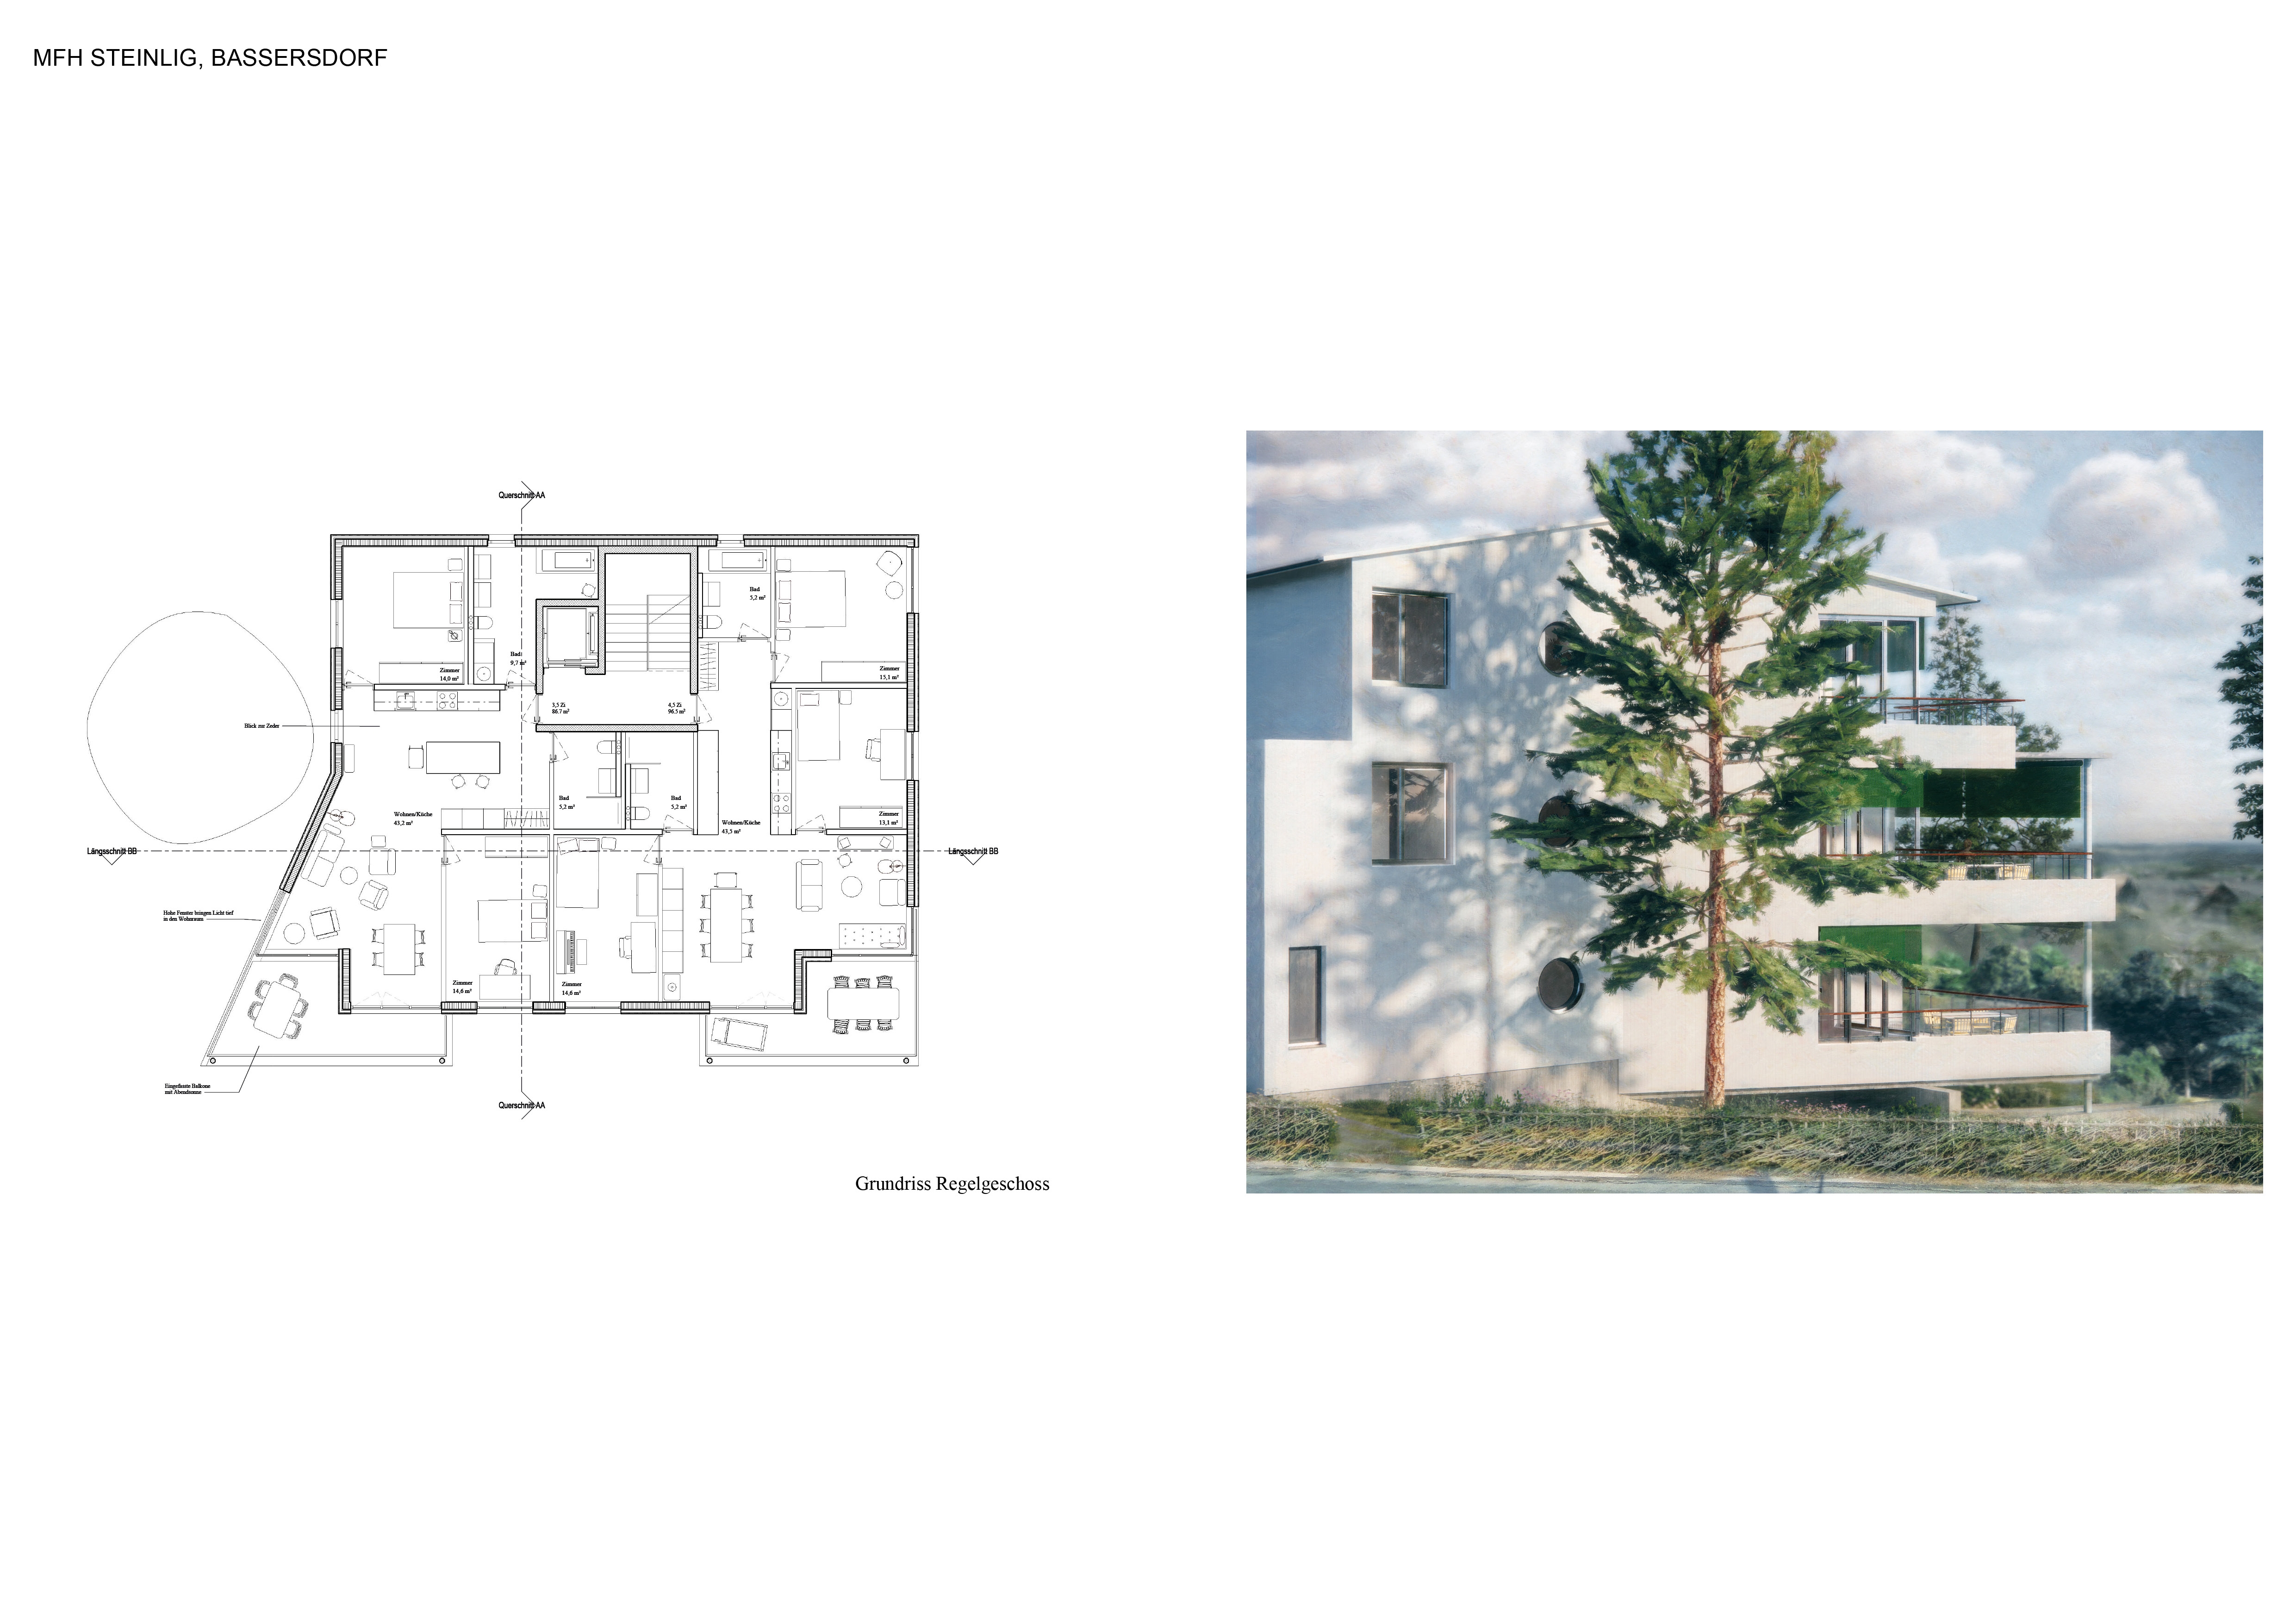 MFH STEINLIG, BASSERSDORF
Querschnitt AA
Bad
5,2 m²
Bad
9,7 m²
Zimmer
14,0 m²
Zimmer
15,1 m²
3,5 Zi
86.7 m²
4,5 Zi
96.5 m²
Blick zur Zeder
Bad
5,2 m²
Bad
5,2 m²
Wohnen/Küche
43,2 m²
Wohnen/Küche
43,5 m²
Zimmer
13,1 m²
Längsschnitt BB
Längsschnitt BB
Hohe Fenster bringen Licht tief
in den Wohnraum
Zimmer
14,6 m²
Zimmer
14,6 m²
Eingefasste Balkone
mit Abendsonne
Querschnitt AA
Grundriss Regelgeschoss